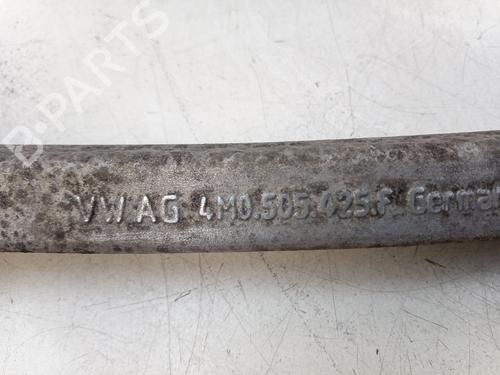 B-PARTS
VW AG 4M0.505.425.F. German